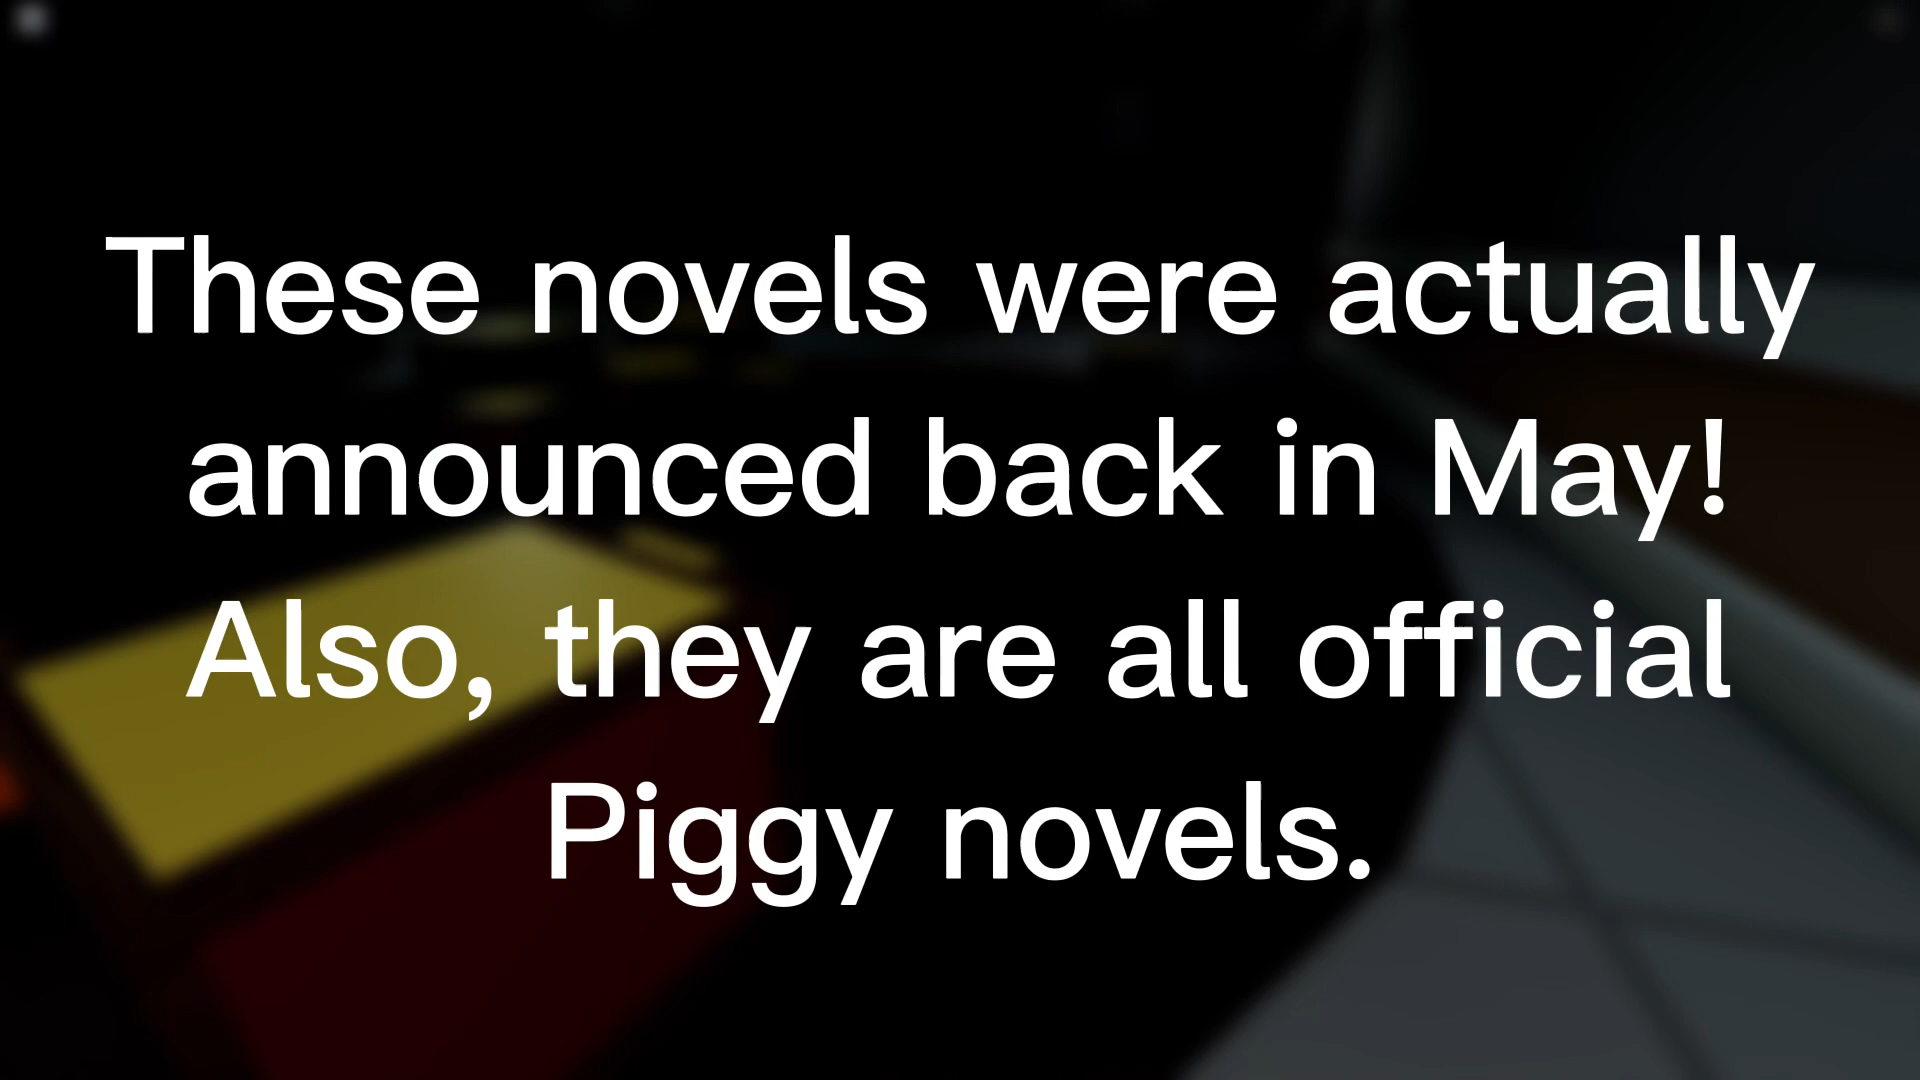 These novels were actually
announced back in May!
Also, they are all official
Piggy novels.